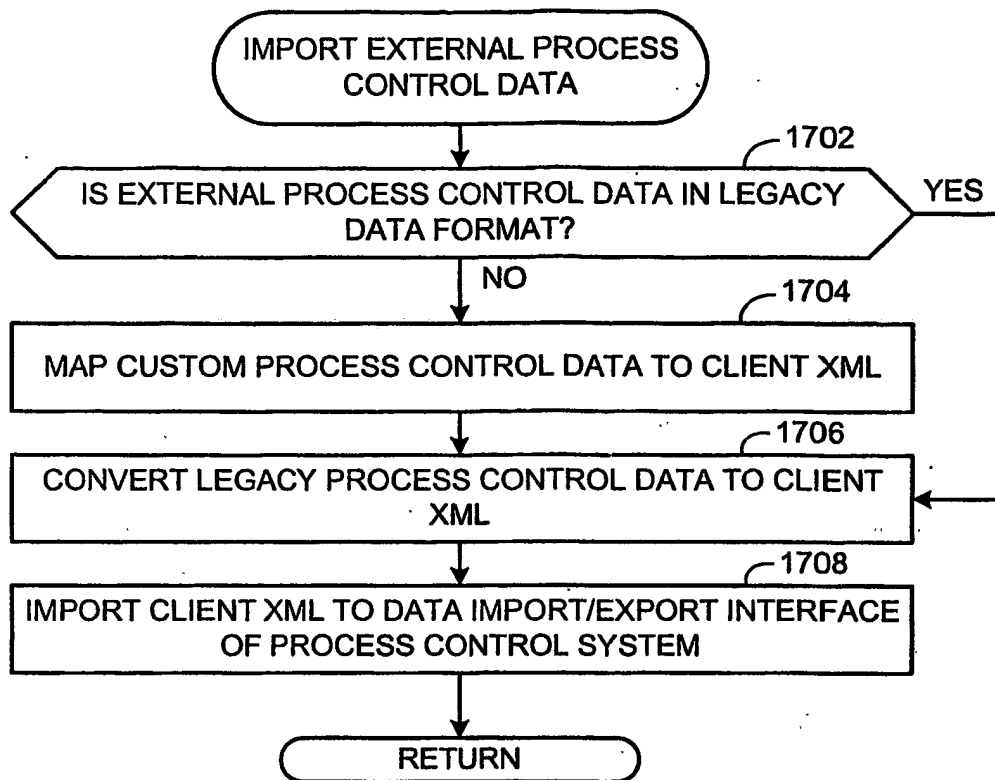 IMPORT EXTERNAL PROCESS
CONTROL DATA
1702
IS EXTERNAL PROCESS CONTROL DATA IN LEGACY
DATA FORMAT?
YES
NO
1704
MAP CUSTOM PROCESS CONTROL DATA TO CLIENT XML
1706
CONVERT LEGACY PROCESS CONTROL DATA TO CLIENT
XML
1708
IMPORT CLIENT XML TO DATA IMPORT/EXPORT INTERFACE
OF PROCESS CONTROL SYSTEM
RETURN